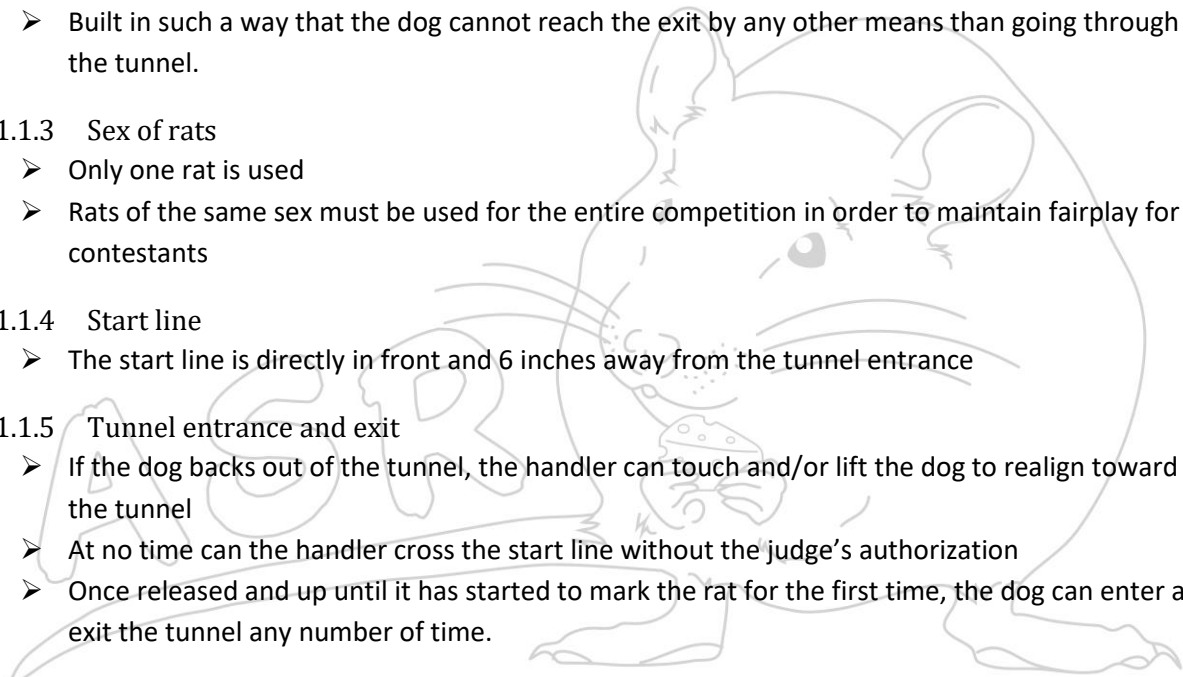 ➢ Built in such a way that the dog cannot reach the exit by any other means than going through
the tunnel.
1.1.3 Sex of rats
➢ Only one rat is used
➢ Rats of the same sex must be used for the entire competition in order to maintain fairplay for
contestants
1.1.4 Start line
➢ The start line is directly in front and 6 inches away from the tunnel entrance
1.1.5 Tunnel entrance and exit
➢ If the dog backs out of the tunnel, the handler can touch and/or lift the dog to realign toward
the tunnel
➢ At no time can the handler cross the start line without the judge’s authorization
➢ Once released and up until it has started to mark the rat for the first time, the dog can enter a
exit the tunnel any number of time.
ASR